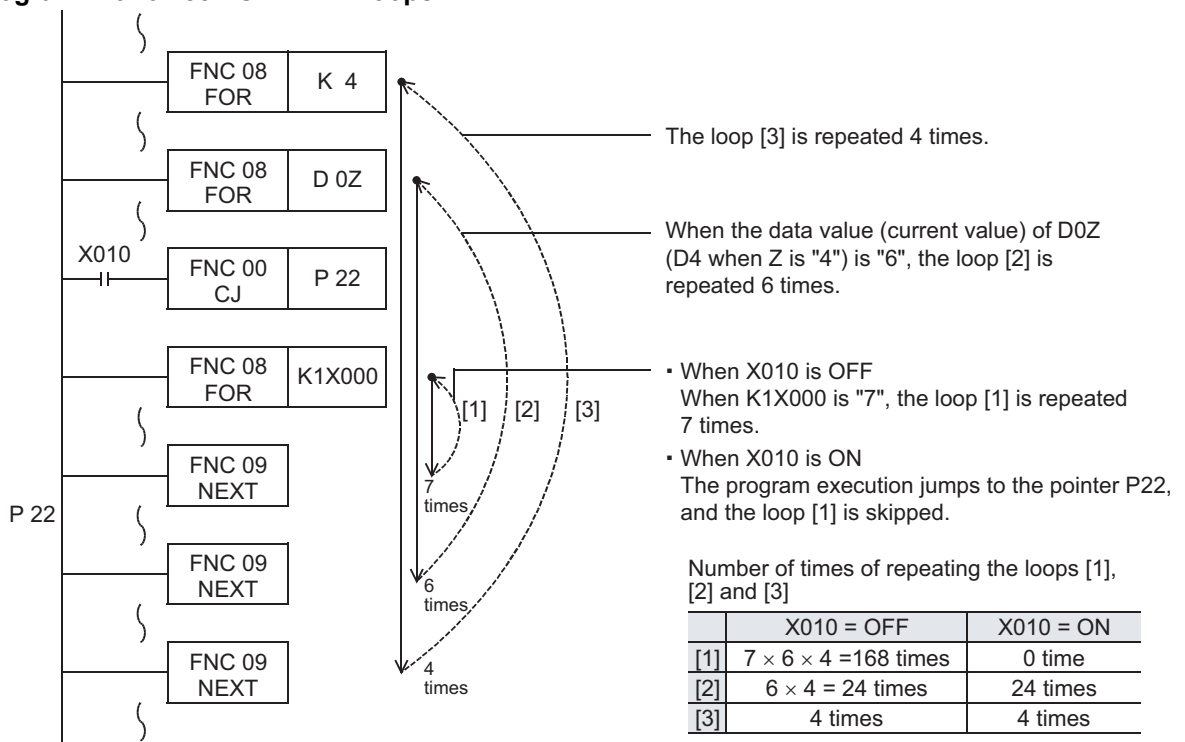 FNC 08
FOR
K 4
The loop [3] is repeated 4 times.
FNC 08
FOR
D 0Z
When the data value (current value) of D0Z
(D4 when Z is "4") is "6", the loop [2] is
repeated 6 times.
X010
FNC 00
CJ
P 22
FNC 08
FOR
K1X000
[1]
[2]
[3]
▪ When X010 is OFF
When K1X000 is "7", the loop [1] is repeated
7 times.
▪ When X010 is ON
The program execution jumps to the pointer P22,
and the loop [1] is skipped.
FNC 09
NEXT
7
times
P 22
FNC 09
NEXT
6
times
FNC 09
NEXT
4
times
Number of times of repeating the loops [1],
[2] and [3]
X010 = OFF X010 = ON
[1] 7 × 6 × 4 =168 times 0 time
[2] 6 × 4 = 24 times 24 times
[3] 4 times 4 times